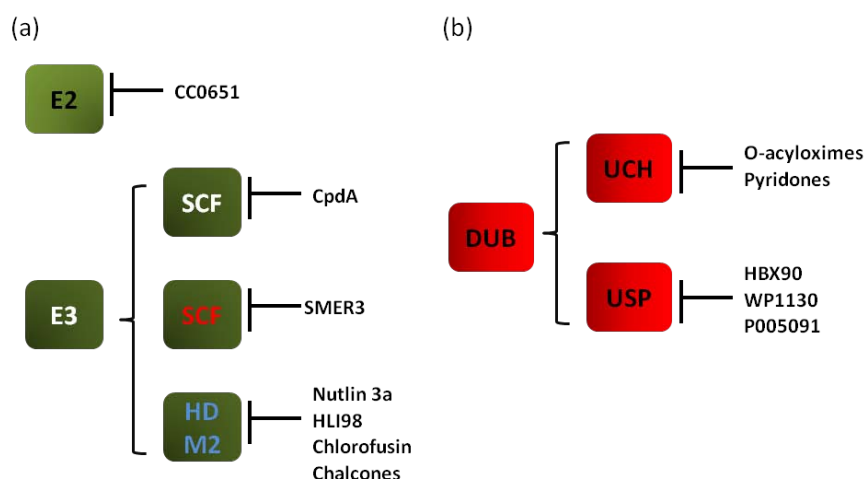 (a)
E2
CC0651
E3
SCF
CpdA
SCF
SMER3
HD
M2
Nutlin 3a
HLI98
Chlorofusin
Chalcones
(b)
DUB
UCH
O-acyloximes
Pyridones
USP
HBX90
WP1130
P005091